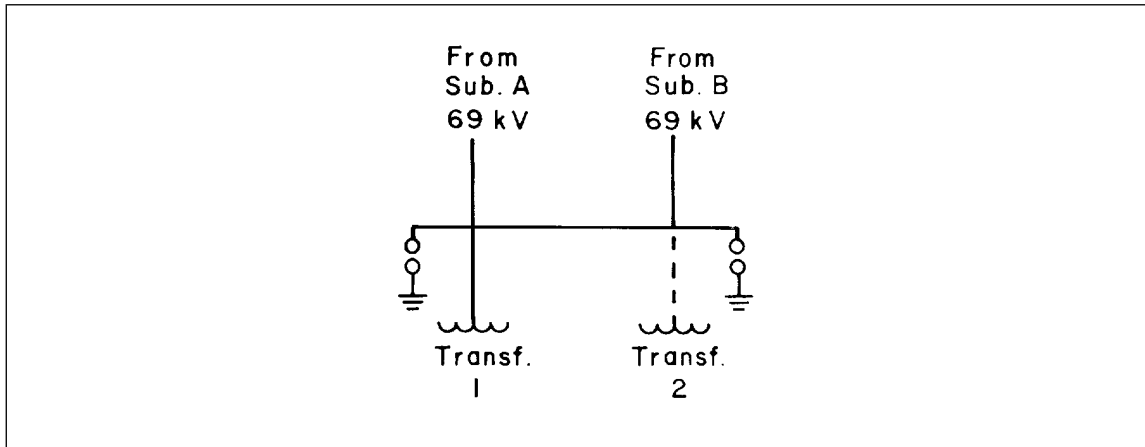 From
Sub. A
69 kV
From
Sub. B
69 kV
Transf.
1
Transf.
2